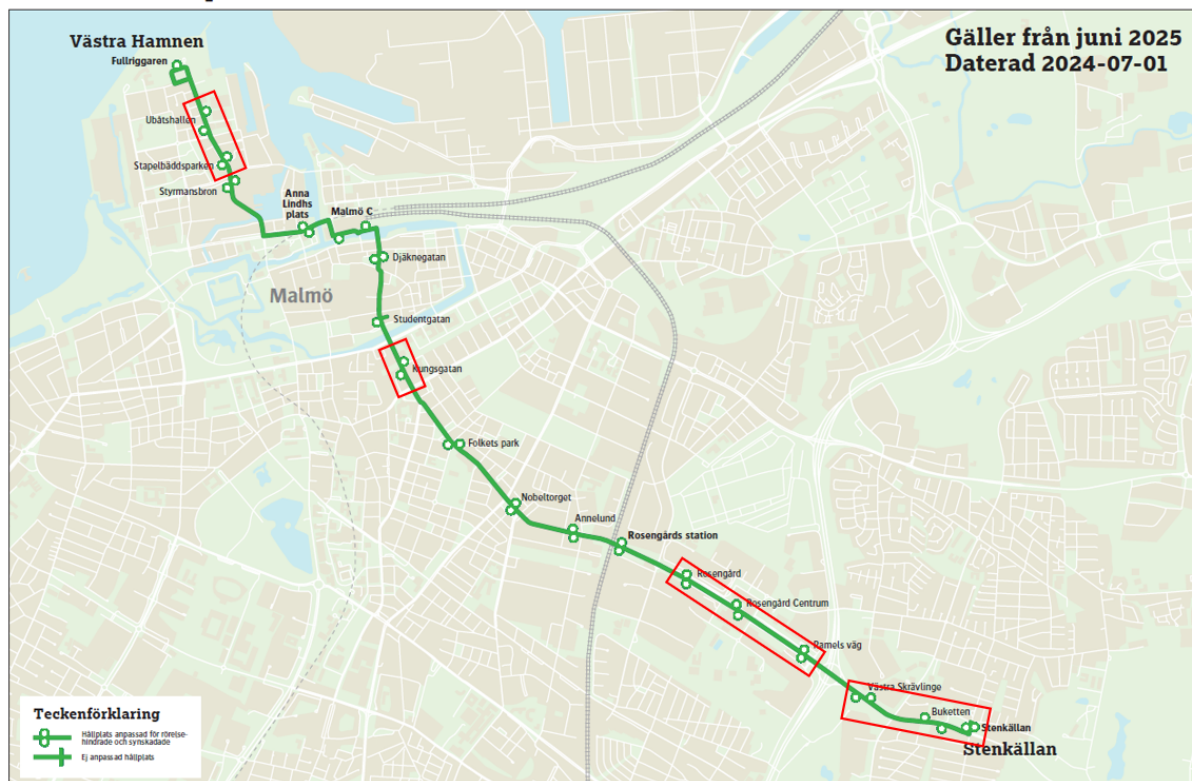 Västra Hamnen
Fullriggaren
Gäller från juni 2025
Daterad 2024-07-01
Ubåtshallen
Stapelbäddsparken
Styrmansbron
Anna
Lindhs
plats
Malmö C
Djäknegatan
Malmö
Studentgatan
Kungsgatan
Folkets park
Nobeltorget
Annelund
Rosengårds station
Rosengård
Rosengård Centrum
Ramels väg
Västra Skrävlinge
Buketten
Stenkällan
Stenkällan
Teckenförklaring
Hållplats anpassad för rörelse-
hindrade och synskadade
Ej anpassad hållplats